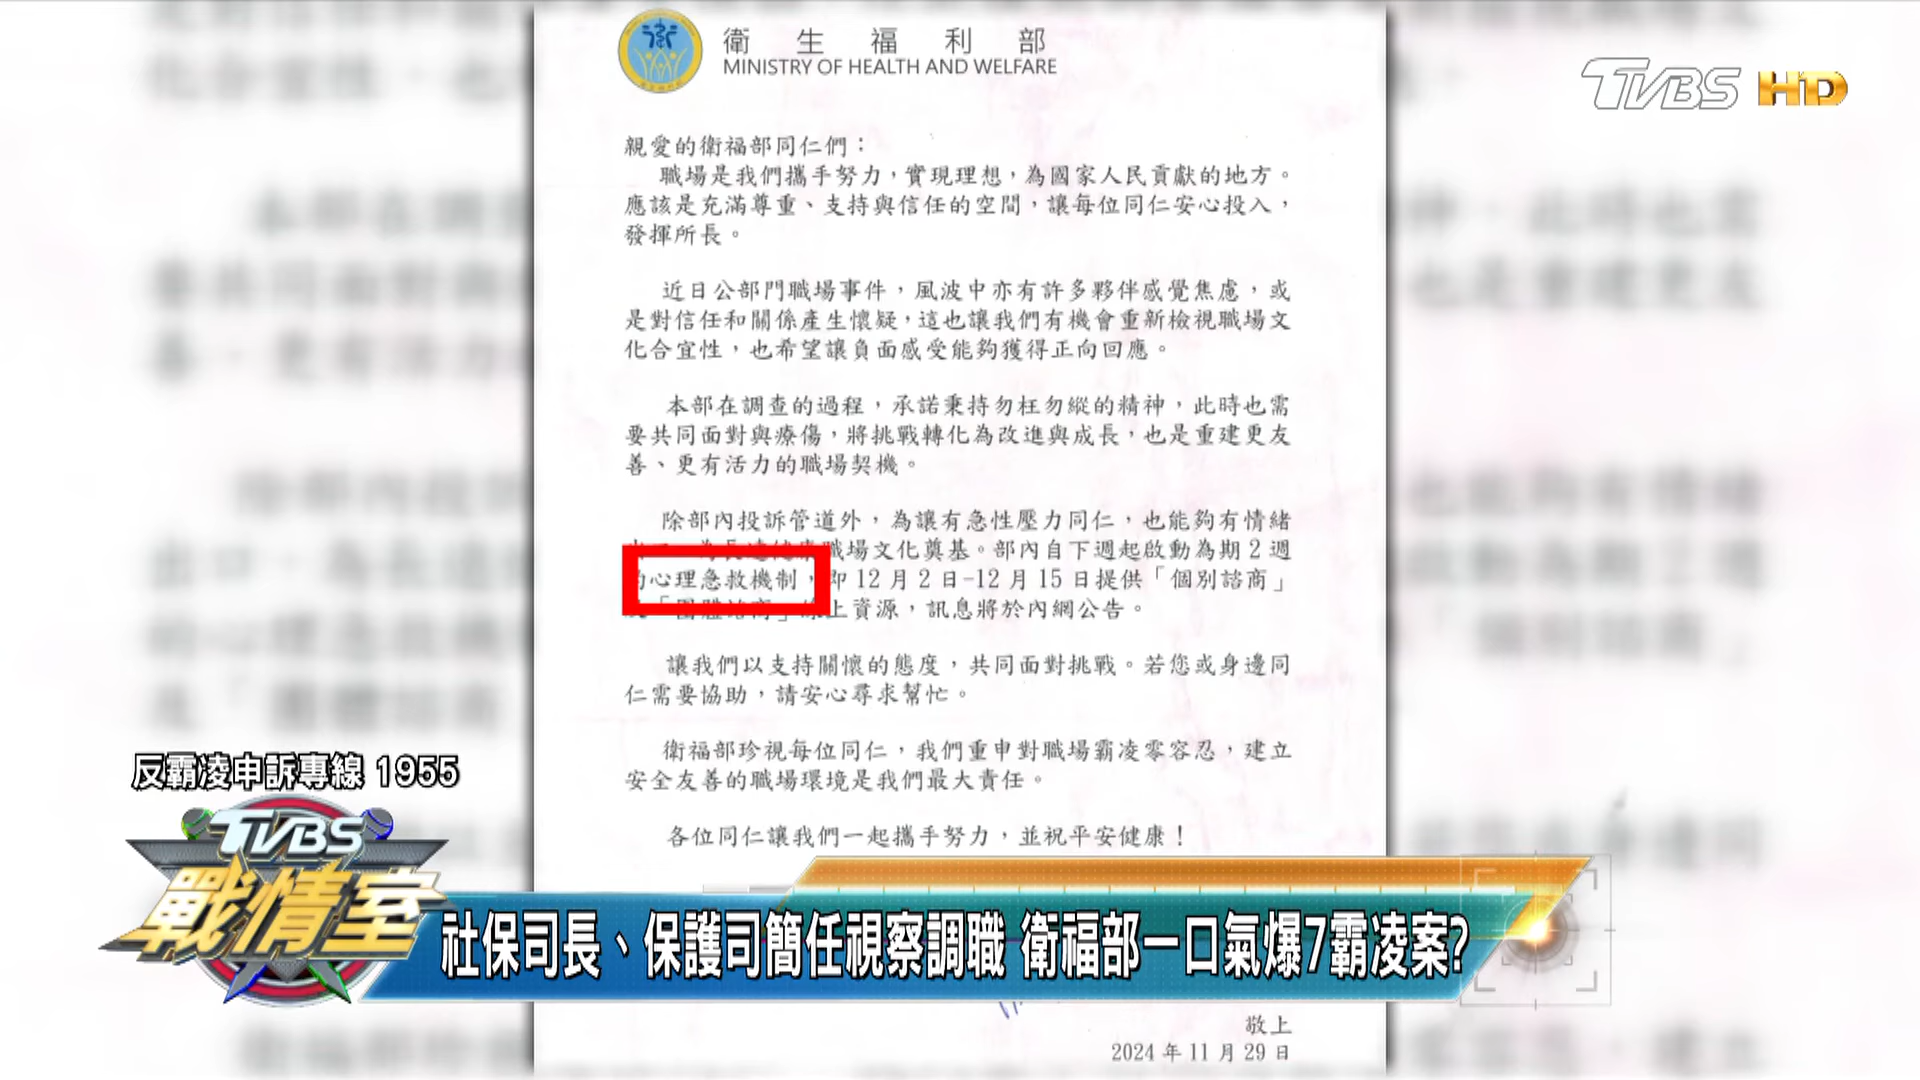 衛生福利部
MINISTRY OF HEALTH AND WELFARE
TVBS HD
親愛的衛福部同仁們：
職場是我們攜手努力，實現理想，為國家人民貢獻的地方。
應該是充滿尊重、支持與信任的空間，讓每位同仁安心投入，
發揮所長。
近日公部門職場事件，風波中亦有許多夥伴感覺焦慮，或
是對信任和關係產生懷疑，這也讓我們有機會重新檢視職場文
化合宜性，也希望讓負面感受能夠獲得正向回應。
本部在調查的過程，承諾秉持勿枉勿縱的精神，此時也需
要共同面對與療傷，將挑戰轉化為改進與成長，也是重建更友
善、更有活力的職場契機。
除部內投訴管道外，為讓有急性壓力同仁，也能夠有情緒
職場文化奠基。部內自下週起啟動為期2週
心理急救機制，即12月2日-12月15日提供「個別諮商」
「團體諮商」線上資源，訊息將於內網公告。
讓我們以支持關懷的態度，共同面對挑戰。若您或身邊同
仁需要協助，請安心尋求幫忙。
衛福部珍視每位同仁，我們重申對職場霸凌零容忍，建立
安全友善的職場環境是我們最大責任。
各位同仁讓我們一起攜手努力，並祝平安健康！
反霸凌申訴專線 1955
TVBS
戰情室
社保司長、保護司簡任視察調職 衛福部一口氣爆7霸凌案?
敬上
2024年11月29日